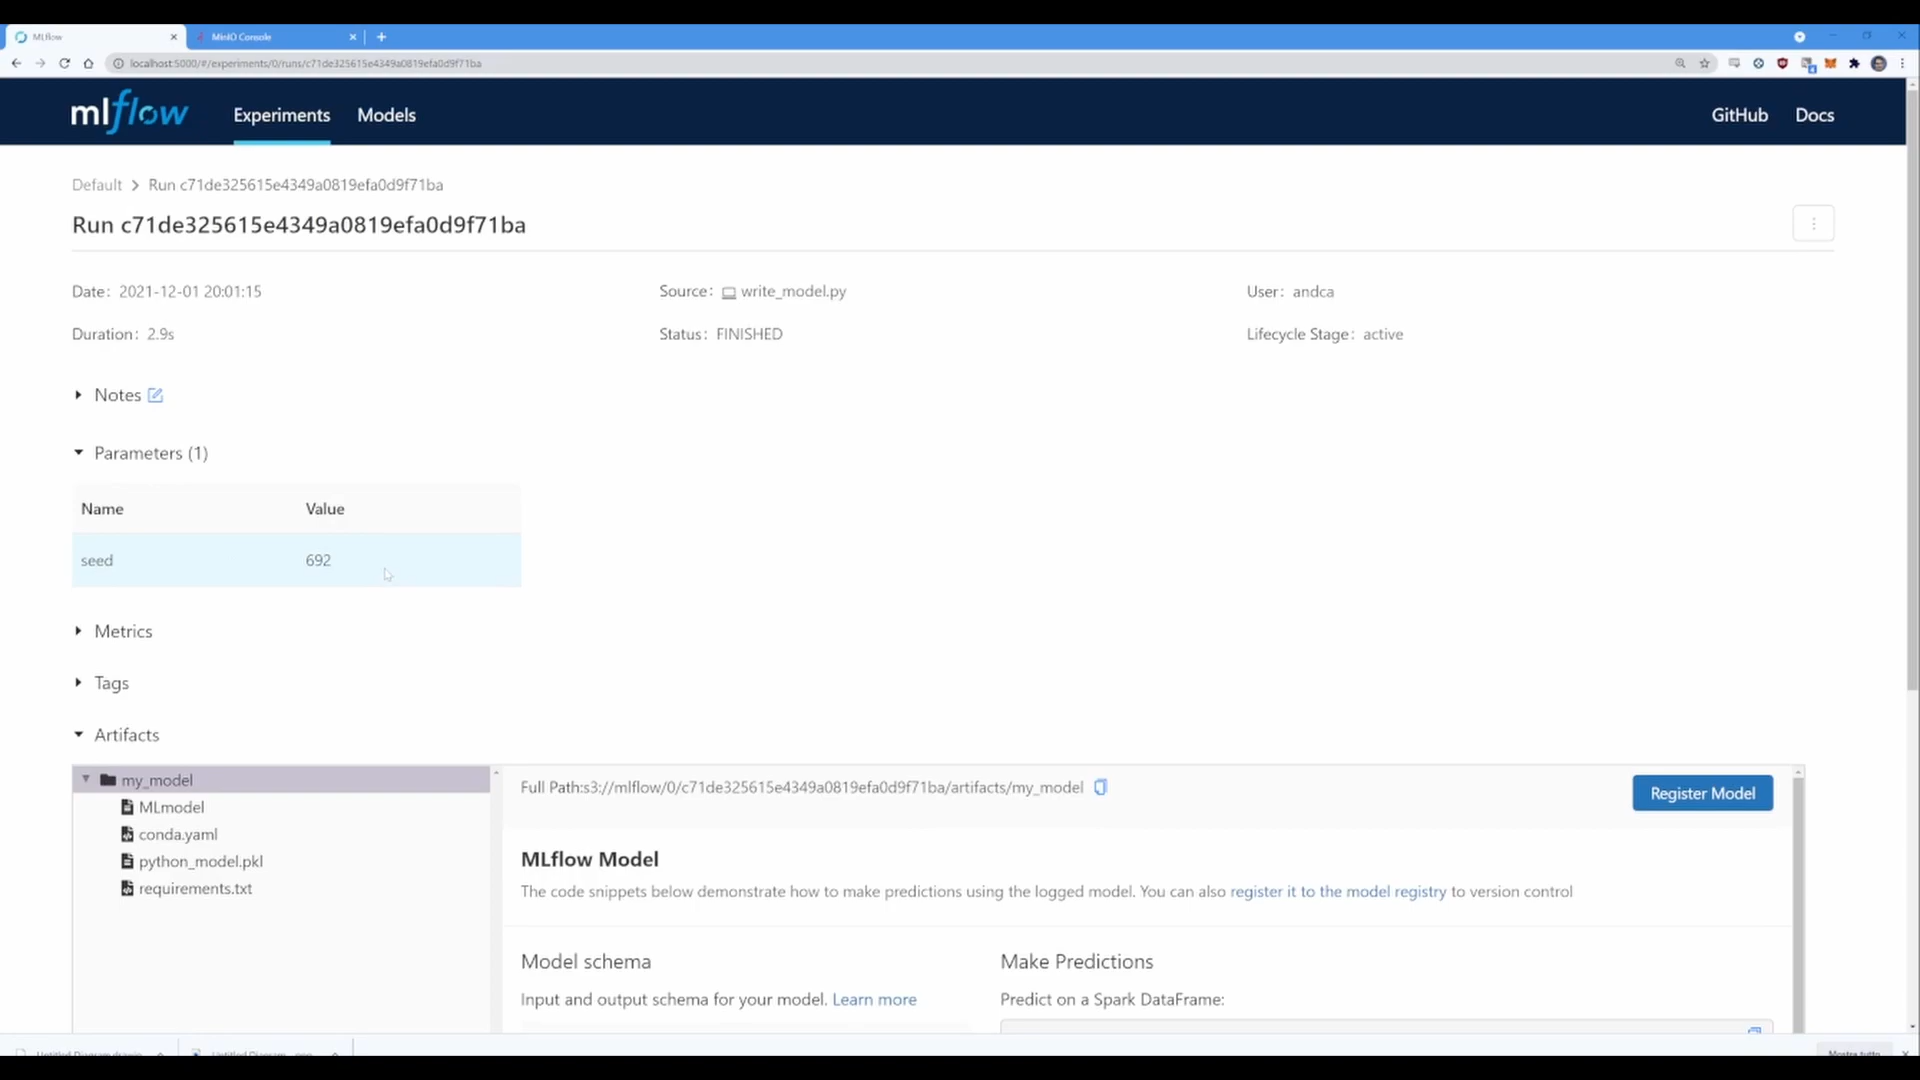 MLflow
MinIO Console
localhost:5000/#/experiments/0/runs/c71de325615e4349a0819efa0d9f71ba
mlflow Experiments Models GitHub Docs
Default > Run c71de325615e4349a0819efa0d9f71ba
Run c71de325615e4349a0819efa0d9f71ba
Date: 2021-12-01 20:01:15 Source: write_model.py User: andca
Duration: 2.9s Status: FINISHED Lifecycle Stage: active
Notes
Parameters (1)
Name Value
seed 692
Metrics
Tags
Artifacts
my_model
MLmodel
conda.yaml
python_model.pkl
requirements.txt
Full Path:s3://mlflow/0/c71de325615e4349a0819efa0d9f71ba/artifacts/my_model
Register Model
MLflow Model
The code snippets below demonstrate how to make predictions using the logged model. You can also register it to the model registry to version control
Model schema
Input and output schema for your model. Learn more
Make Predictions
Predict on a Spark DataFrame:
Mostra tutto